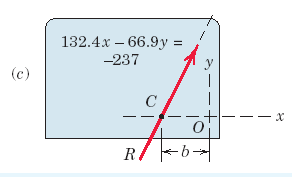 132.4x – 66.9y =
–237
y
(c)
C
x
O
R
b